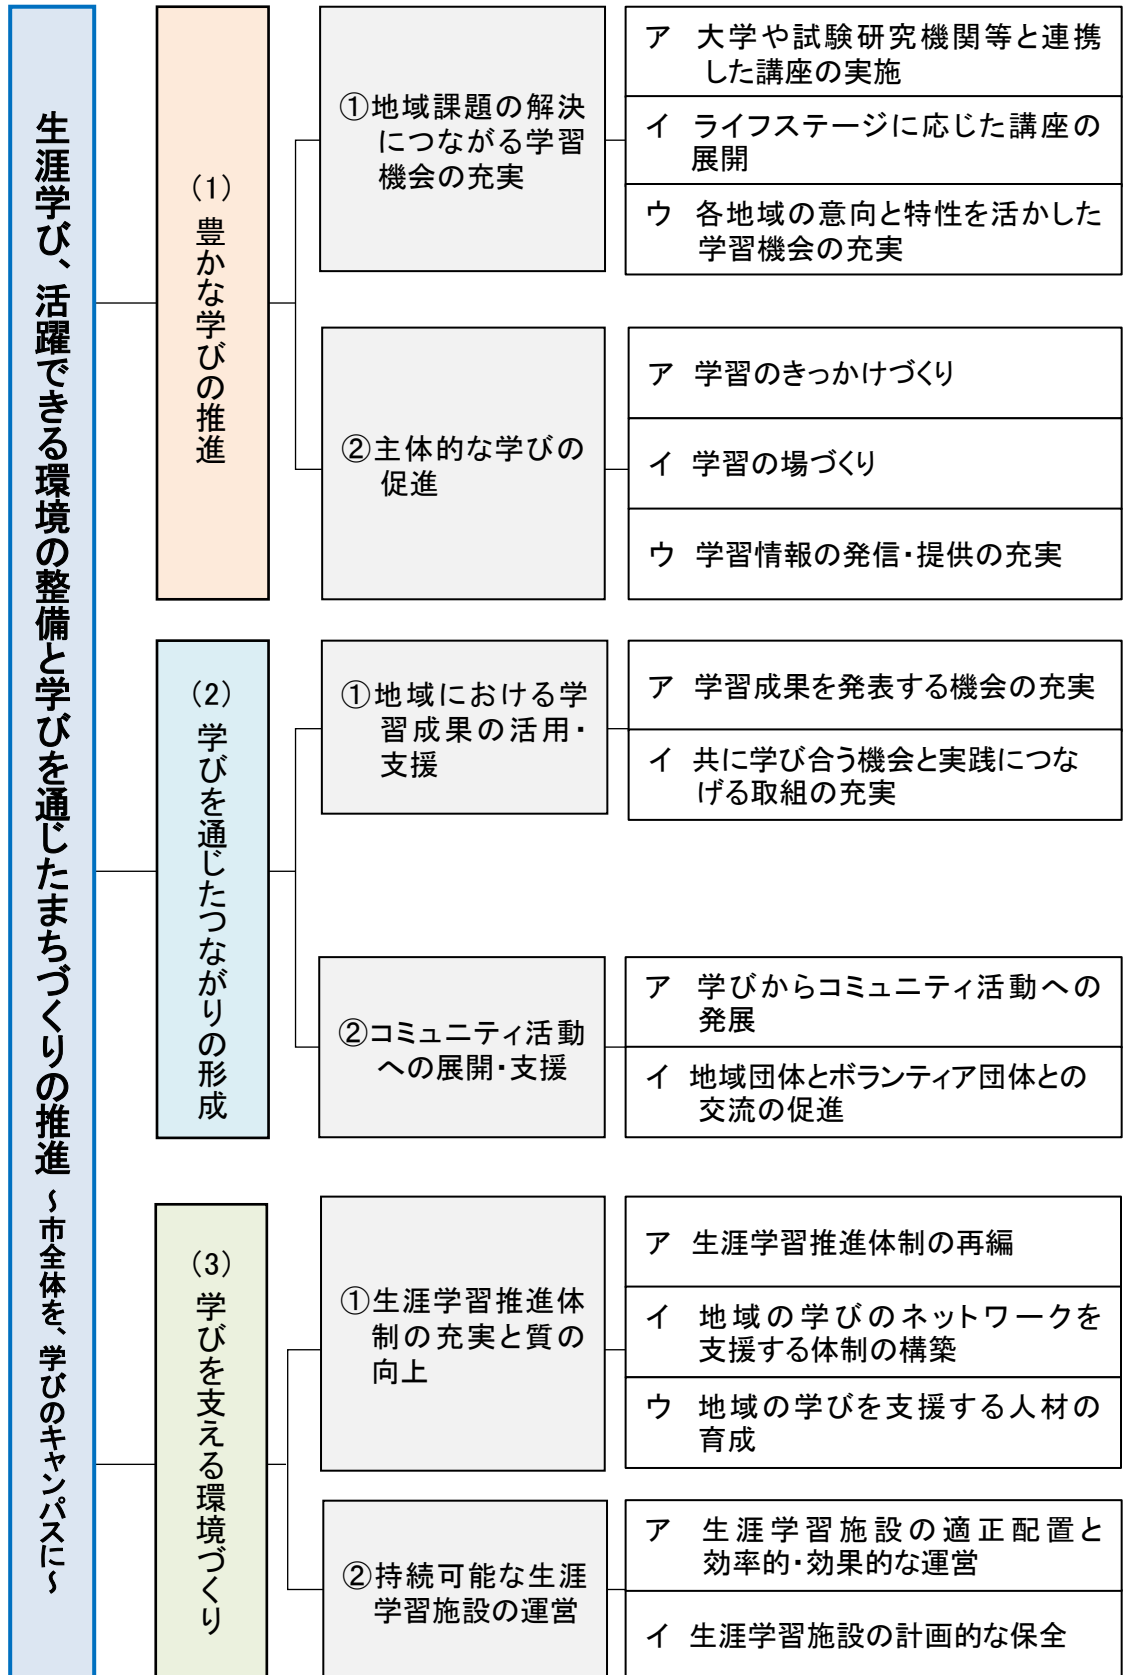 生涯学び、活躍できる環境の整備と学びを通じたまちづくりの推進 ~市全体を、学びのキャンパスに~
(1) 豊かな学びの推進
①地域課題の解決
につながる学習
機会の充実
ア 大学や試験研究機関等と連携
した講座の実施
イ ライフステージに応じた講座の
展開
ウ 各地域の意向と特性を活かした
学習機会の充実
②主体的な学びの
促進
ア 学習のきっかけづくり
イ 学習の場づくり
ウ 学習情報の発信・提供の充実
(2) 学びを通じたつながりの形成
①地域における学
習成果の活用・
支援
ア 学習成果を発表する機会の充実
イ 共に学び合う機会と実践につな
げる取組の充実
②コミュニティ活動
への展開・支援
ア 学びからコミュニティ活動への
発展
イ 地域団体とボランティア団体との
交流の促進
(3) 学びを支える環境づくり
①生涯学習推進体
制の充実と質の
向上
ア 生涯学習推進体制の再編
イ 地域の学びのネットワークを
支援する体制の構築
ウ 地域の学びを支援する人材の
育成
②持続可能な生涯
学習施設の運営
ア 生涯学習施設の適正配置と
効率的・効果的な運営
イ 生涯学習施設の計画的な保全